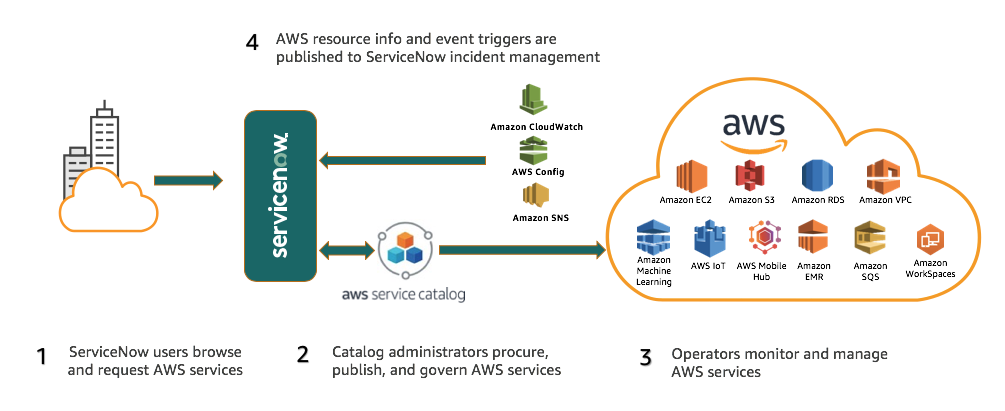 4
AWS resource info and event triggers are
published to ServiceNow incident management
servicenow
Amazon CloudWatch
AWS Config
Amazon SNS
aws service catalog
aws
Amazon EC2
Amazon S3
Amazon RDS
Amazon VPC
Amazon
Machine
Learning
AWS IoT
AWS Mobile
Hub
Amazon
EMR
Amazon
SQS
Amazon
WorkSpaces
1
ServiceNow users browse
and request AWS services
2
Catalog administrators procure,
publish, and govern AWS services
3
Operators monitor and manage
AWS services